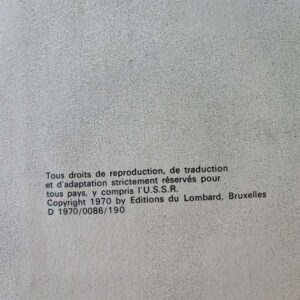 Tous droits de reproduction, de traduction
et d'adaptation strictement réservés pour
tous pays, y compris l'U.S.S.R.
Copyright 1970 by Editions du Lombard, Bruxelles
D 1970/0086/190